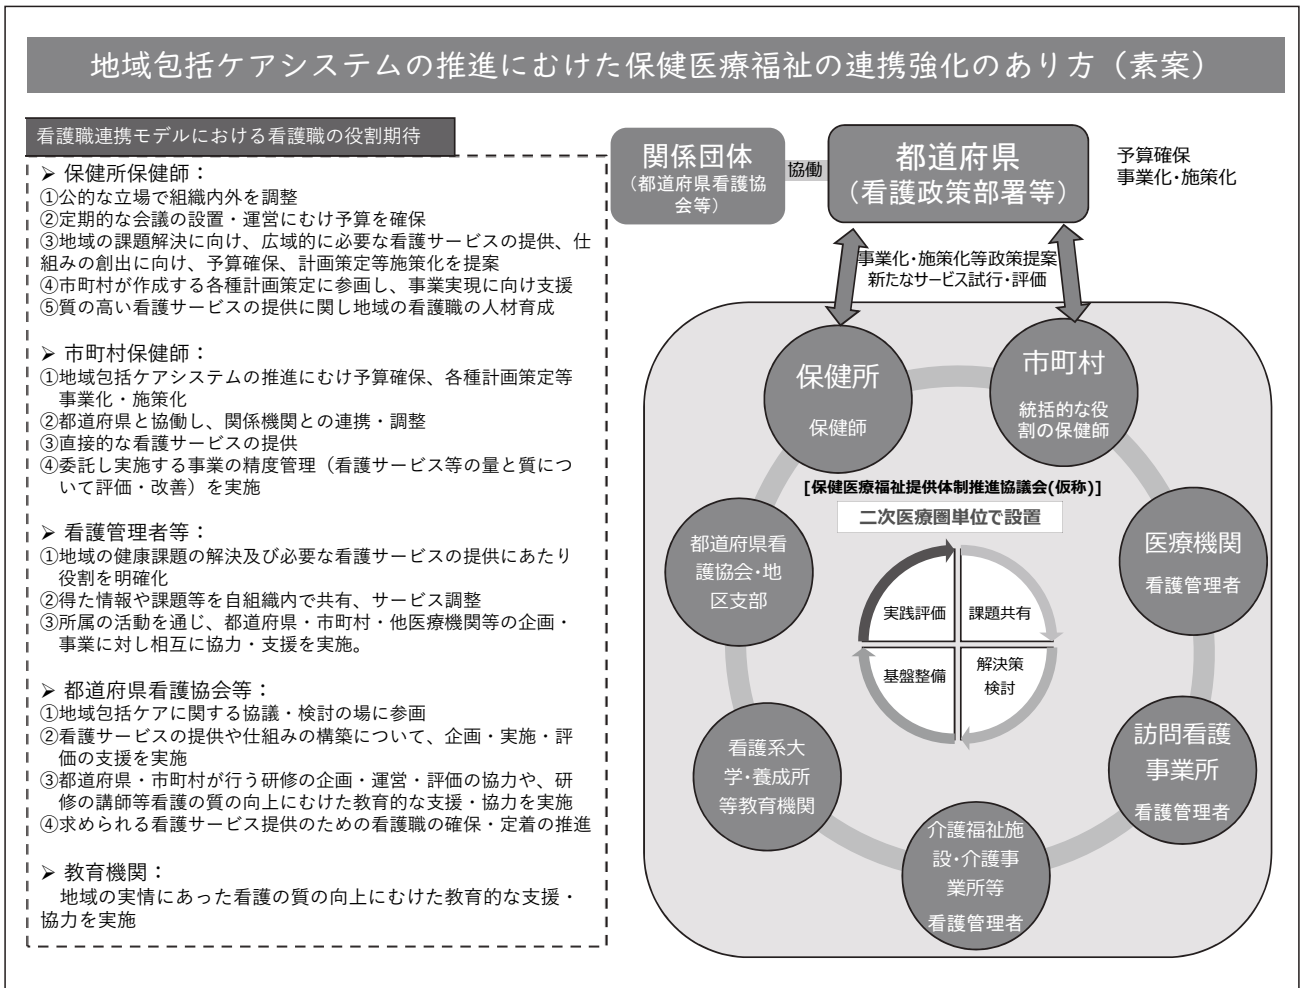 地域包括ケアシステムの推進にむけた保健医療福祉の連携強化のあり方（素案）
看護職連携モデルにおける看護職の役割期待
➢ 保健所保健師：
①公的な立場で組織内外を調整
②定期的な会議の設置・運営にむけ予算を確保
③地域の課題解決に向け、広域的に必要な看護サービスの提供、仕
組みの創出に向け、予算確保、計画策定等施策化を提案
④市町村が作成する各種計画策定に参画し、事業実現に向け支援
⑤質の高い看護サービスの提供に関し地域の看護職の人材育成
➢ 市町村保健師：
①地域包括ケアシステムの推進にむけ予算確保、各種計画策定等
事業化・施策化
②都道府県と協働し、関係機関との連携・調整
③直接的な看護サービスの提供
④委託し実施する事業の精度管理（看護サービス等の量と質につ
いて評価・改善）を実施
➢ 看護管理者等：
①地域の健康課題の解決及び必要な看護サービスの提供にあたり
役割を明確化
②得た情報や課題等を自組織内で共有、サービス調整
③所属の活動を通じ、都道府県・市町村・他医療機関等の企画・
事業に対し相互に協力・支援を実施。
➢ 都道府県看護協会等：
①地域包括ケアに関する協議・検討の場に参画
②看護サービスの提供や仕組みの構築について、企画・実施・評
価の支援を実施
③都道府県・市町村が行う研修の企画・運営・評価の協力や、研
修の講師等看護の質の向上にむけた教育的な支援・協力を実施
④求められる看護サービス提供のための看護職の確保・定着の推進
➢ 教育機関：
地域の実情にあった看護の質の向上にむけた教育的な支援・
協力を実施
関係団体
（都道府県看護協
会等）
協働
都道府県
（看護政策部署等）
予算確保
事業化・施策化
事業化・施策化等政策提案
新たなサービス試行・評価
保健所
保健師
市町村
統括的な役
割の保健師
[保健医療福祉提供体制推進協議会(仮称)]
二次医療圏単位で設置
都道府県看
護協会・地
区支部
医療機関
看護管理者
実践評価
課題共有
基盤整備
解決策
検討
看護系大
学・養成所
等教育機関
訪問看護
事業所
看護管理者
介護福祉施
設・介護事
業所等
看護管理者